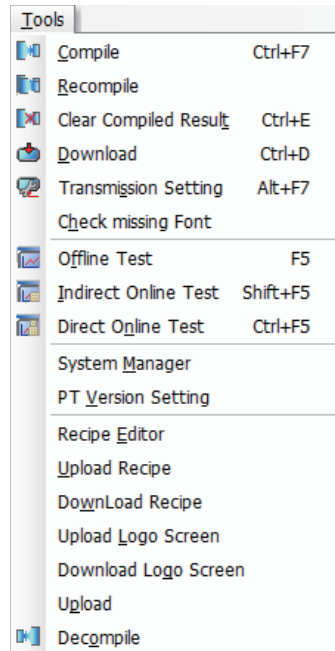 Tools
Compile Ctrl+F7
Recompile
Clear Compiled Result Ctrl+E
Download Ctrl+D
Transmission Setting Alt+F7
Check missing Font
Offline Test F5
Indirect Online Test Shift+F5
Direct Online Test Ctrl+F5
System Manager
PT Version Setting
Recipe Editor
Upload Recipe
DownLoad Recipe
Upload Logo Screen
Download Logo Screen
Upload
Decompile